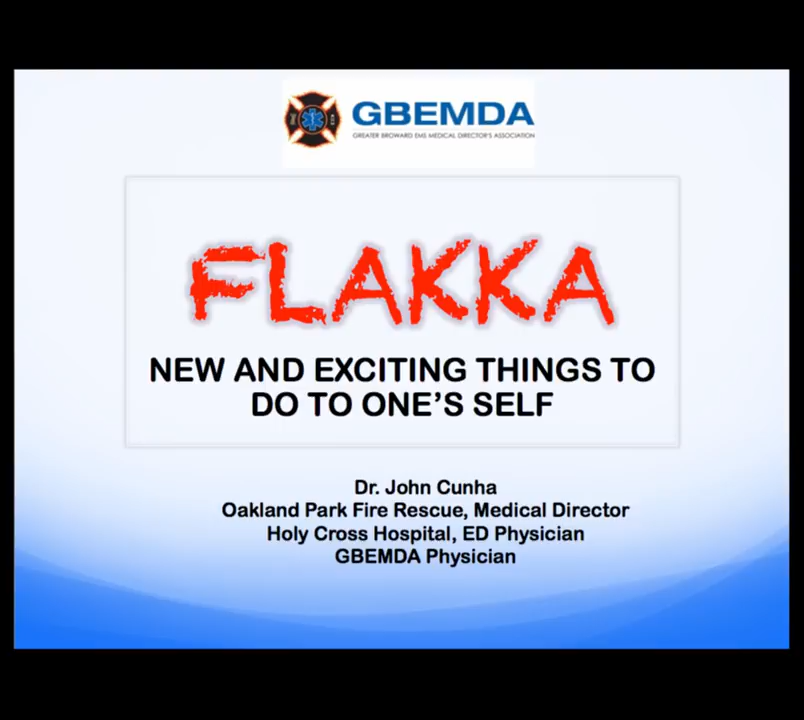 GBEMDA
GREATER BROWARD EMS MEDICAL DIRECTOR'S ASSOCIATION
FLAKKA
NEW AND EXCITING THINGS TO
DO TO ONE'S SELF
Dr. John Cunha
Oakland Park Fire Rescue, Medical Director
Holy Cross Hospital, ED Physician
GBEMDA Physician